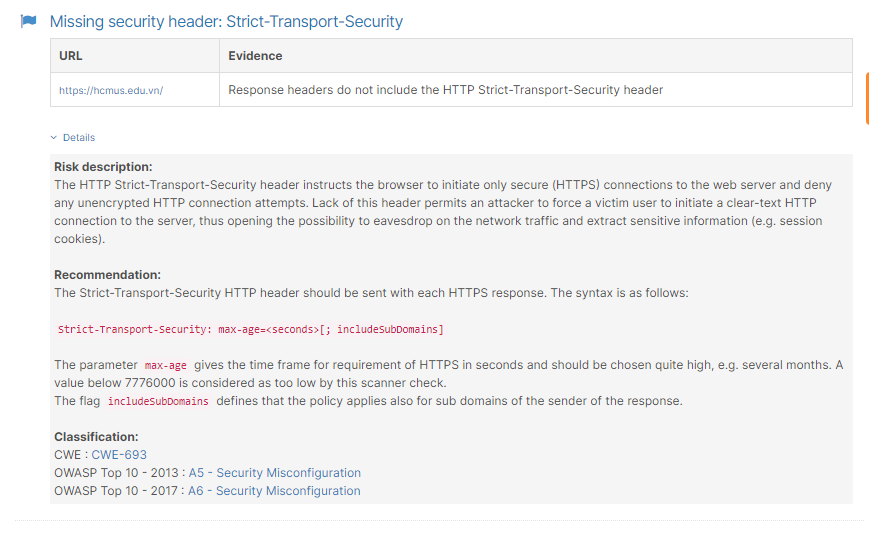 Missing security header: Strict-Transport-Security
URL
Evidence
https://hcmus.edu.vn/
Response headers do not include the HTTP Strict-Transport-Security header
Details
Risk description:
The HTTP Strict-Transport-Security header instructs the browser to initiate only secure (HTTPS) connections to the web server and deny
any unencrypted HTTP connection attempts. Lack of this header permits an attacker to force a victim user to initiate a clear-text HTTP
connection to the server, thus opening the possibility to eavesdrop on the network traffic and extract sensitive information (e.g. session
cookies).
Recommendation:
The Strict-Transport-Security HTTP header should be sent with each HTTPS response. The syntax is as follows:
Strict-Transport-Security: max-age=<seconds>[; includeSubDomains]
The parameter max-age gives the time frame for requirement of HTTPS in seconds and should be chosen quite high, e.g. several months. A
value below 7776000 is considered as too low by this scanner check.
The flag includeSubDomains defines that the policy applies also for sub domains of the sender of the response.
Classification:
CWE : CWE-693
OWASP Top 10 - 2013 : A5 - Security Misconfiguration
OWASP Top 10 - 2017 : A6 - Security Misconfiguration